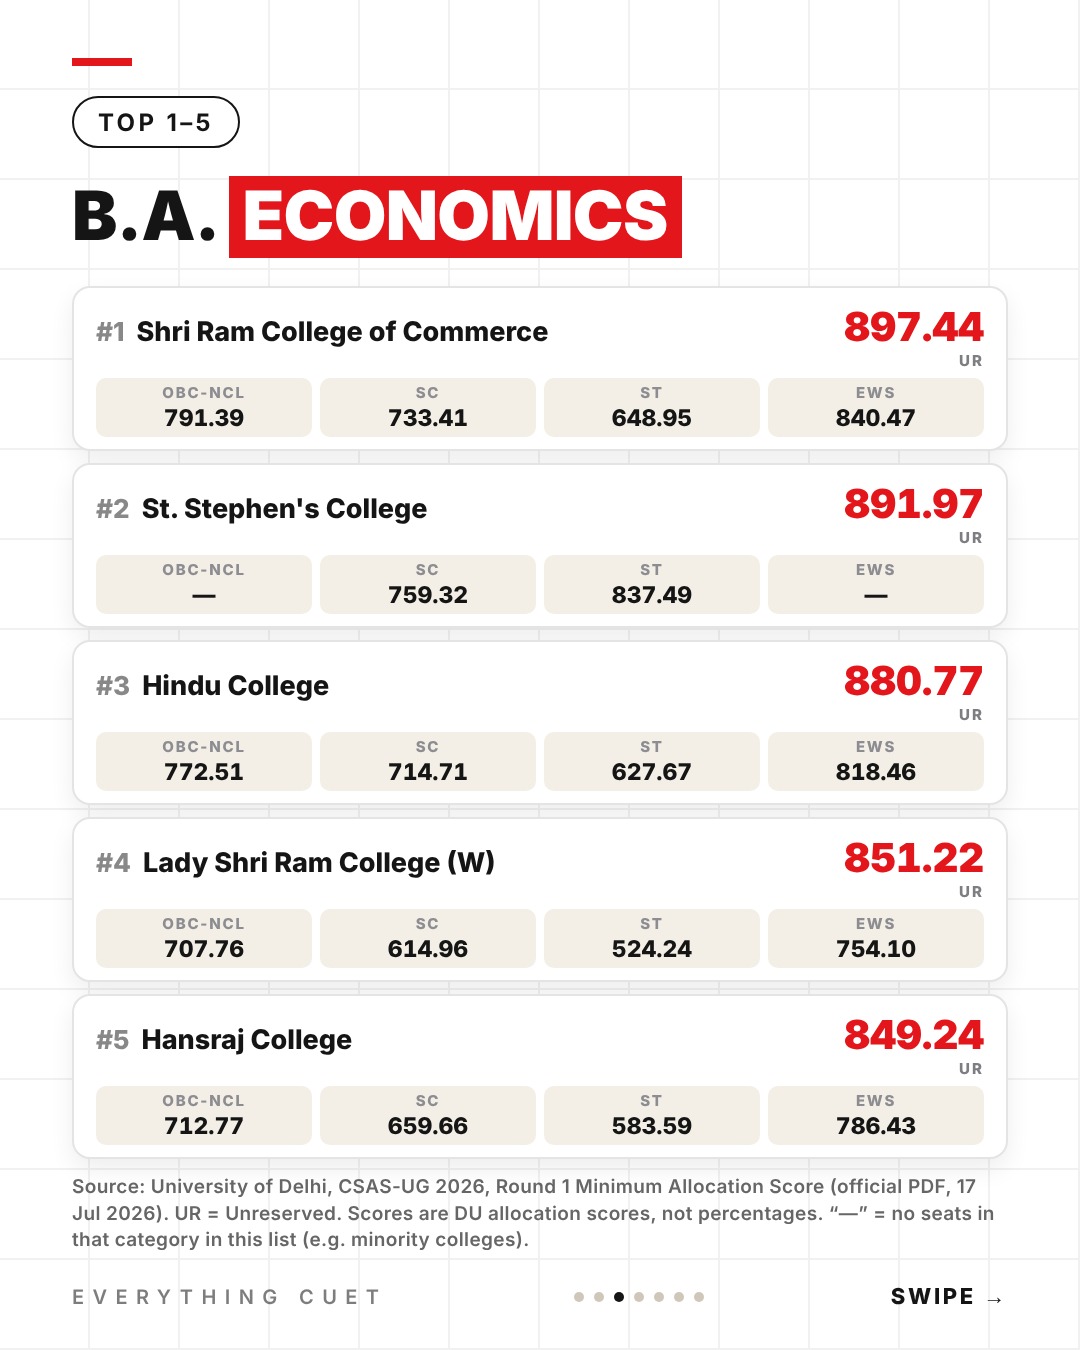 TOP 1–5
B.A. ECONOMICS
#1 Shri Ram College of Commerce 897.44
UR
OBC-NCL SC ST EWS
791.39 733.41 648.95 840.47
#2 St. Stephen's College 891.97
UR
OBC-NCL SC ST EWS
— 759.32 837.49 —
#3 Hindu College 880.77
UR
OBC-NCL SC ST EWS
772.51 714.71 627.67 818.46
#4 Lady Shri Ram College (W) 851.22
UR
OBC-NCL SC ST EWS
707.76 614.96 524.24 754.10
#5 Hansraj College 849.24
UR
OBC-NCL SC ST EWS
712.77 659.66 583.59 786.43
Source: University of Delhi, CSAS-UG 2026, Round 1 Minimum Allocation Score (official PDF, 17
Jul 2026). UR = Unreserved. Scores are DU allocation scores, not percentages. “—” = no seats in
that category in this list (e.g. minority colleges).
EVERYTHING CUET SWIPE →